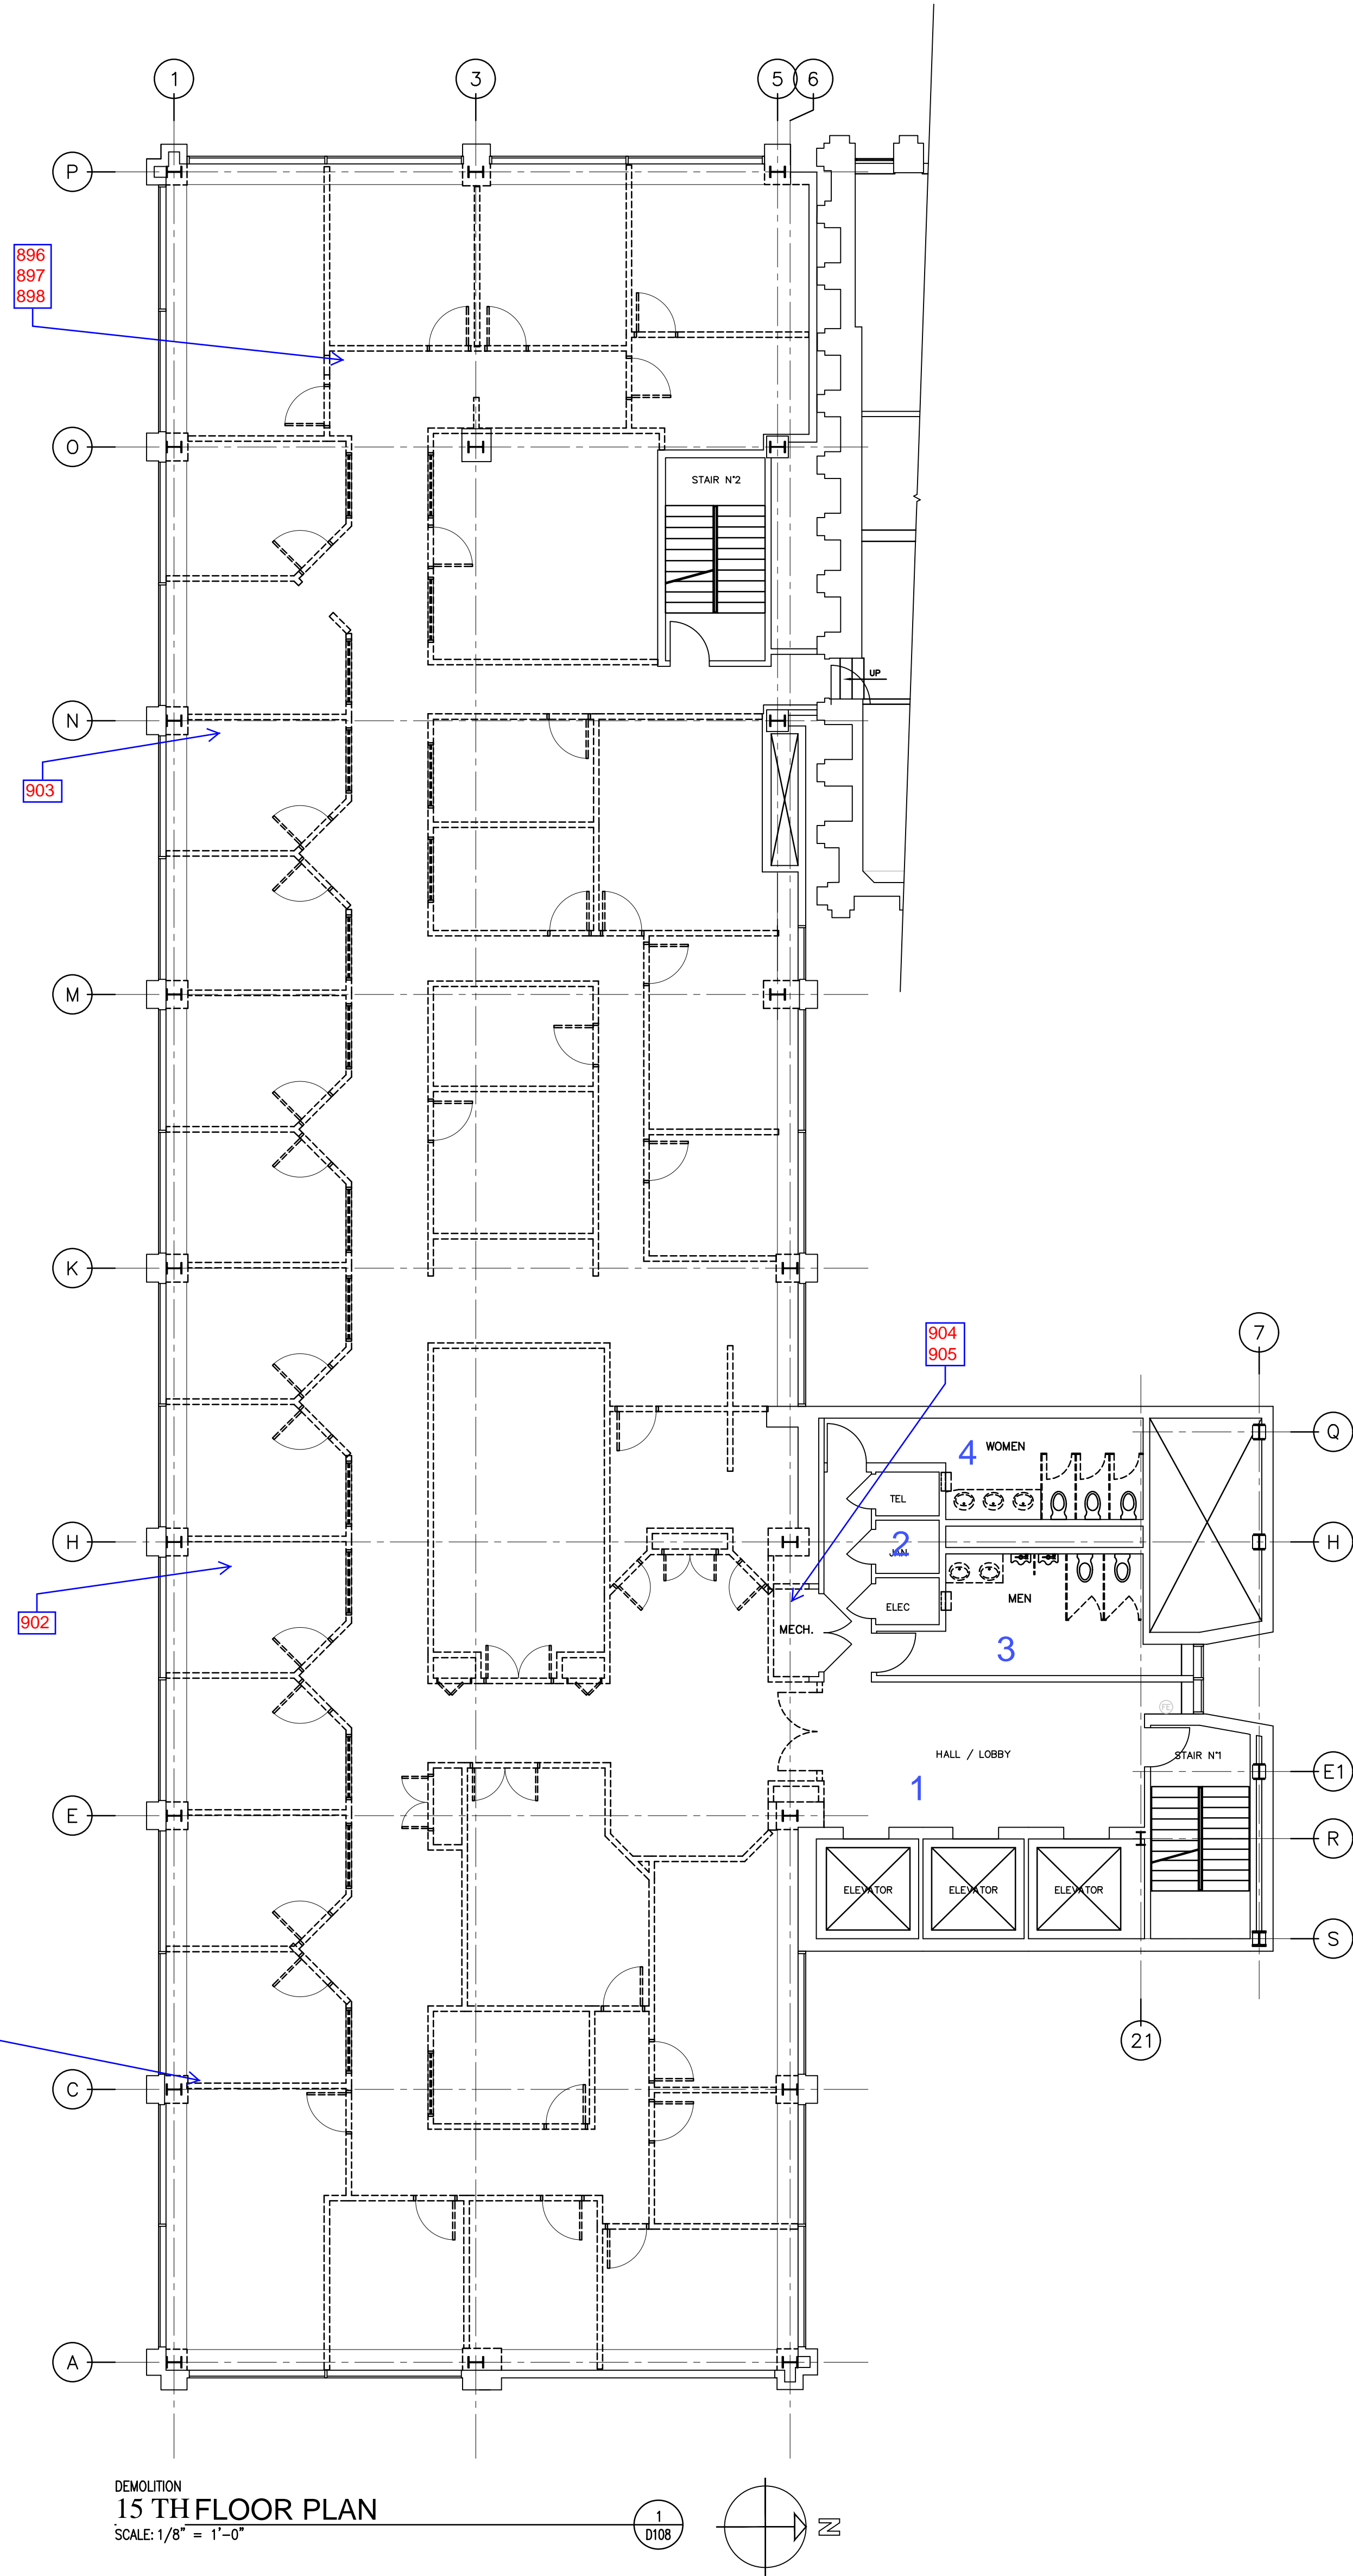 1
3
5
6
P
896
897
898
O
STAIR N°2
UP
N
903
M
K
904
905
7
Q
4
WOMEN
TEL
2
JAN
H
H
ELEC
MEN
902
MECH.
3
FE
HALL / LOBBY
STAIR N°1
E1
1
E
R
ELEVATOR
ELEVATOR
ELEVATOR
S
21
C
A
DEMOLITION
15 TH FLOOR PLAN
SCALE: 1/8" = 1'-0"
1
D108
N